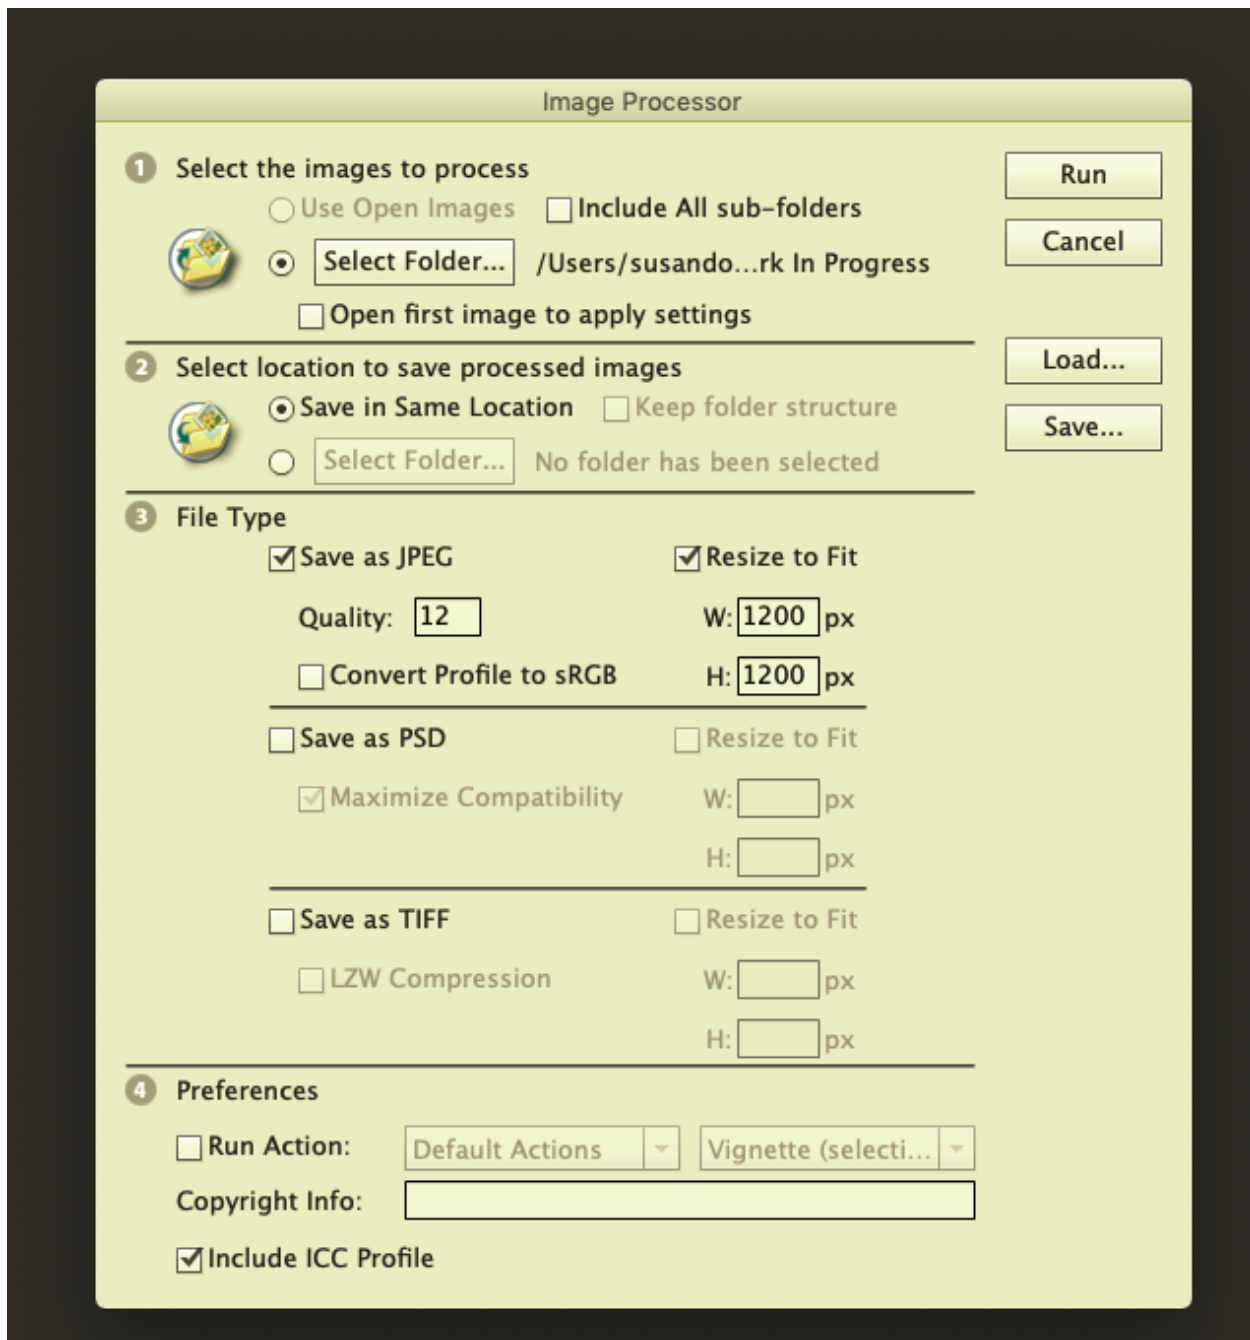 Image Processor
1 Select the images to process
Use Open Images Include All sub-folders
Select Folder... /Users/susando...rk In Progress
Open first image to apply settings
2 Select location to save processed images
Save in Same Location Keep folder structure
Select Folder... No folder has been selected
3 File Type
Save as JPEG Resize to Fit
Quality: 12 W: 1200 px
Convert Profile to sRGB H: 1200 px
Save as PSD Resize to Fit
Maximize Compatibility W: px
H: px
Save as TIFF Resize to Fit
LZW Compression W: px
H: px
4 Preferences
Run Action: Default Actions Vignette (selecti...
Copyright Info:
Include ICC Profile
Run
Cancel
Load...
Save...